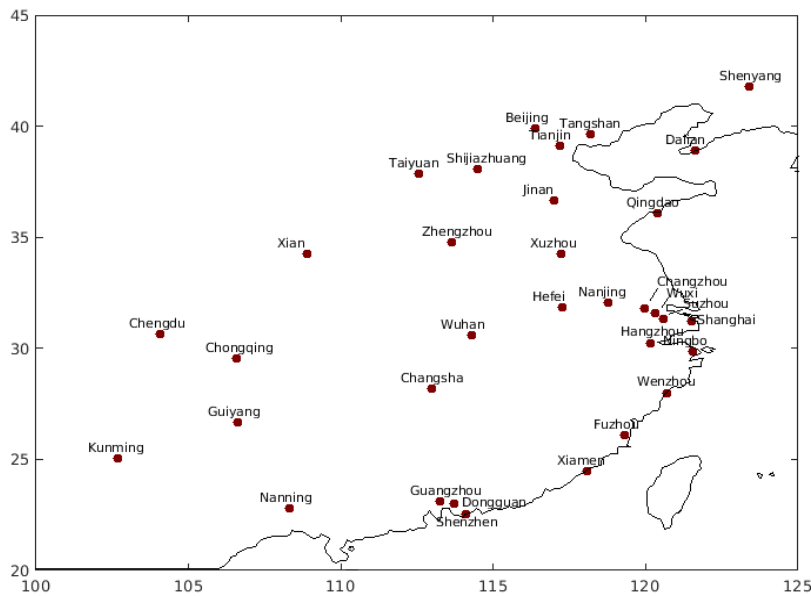 45
Shenyang
Beijing
Tangshan
40
Tianjin
Dalian
Taiyuan
Shijiazhuang
Jinan
Qingdao
Zhengzhou
Xuzhou
Xian
35
Changzhou
Hefei
Nanjing
Wuxi
Suzhou
Chengdu
Wuhan
Hangzhou
Shanghai
Ningbo
30
Chongqing
Changsha
Wenzhou
Guiyang
Fuzhou
Kunming
25
Xiamen
Nanning
Guangzhou
Dongguan
Shenzhen
20
100
105
110
115
120
125